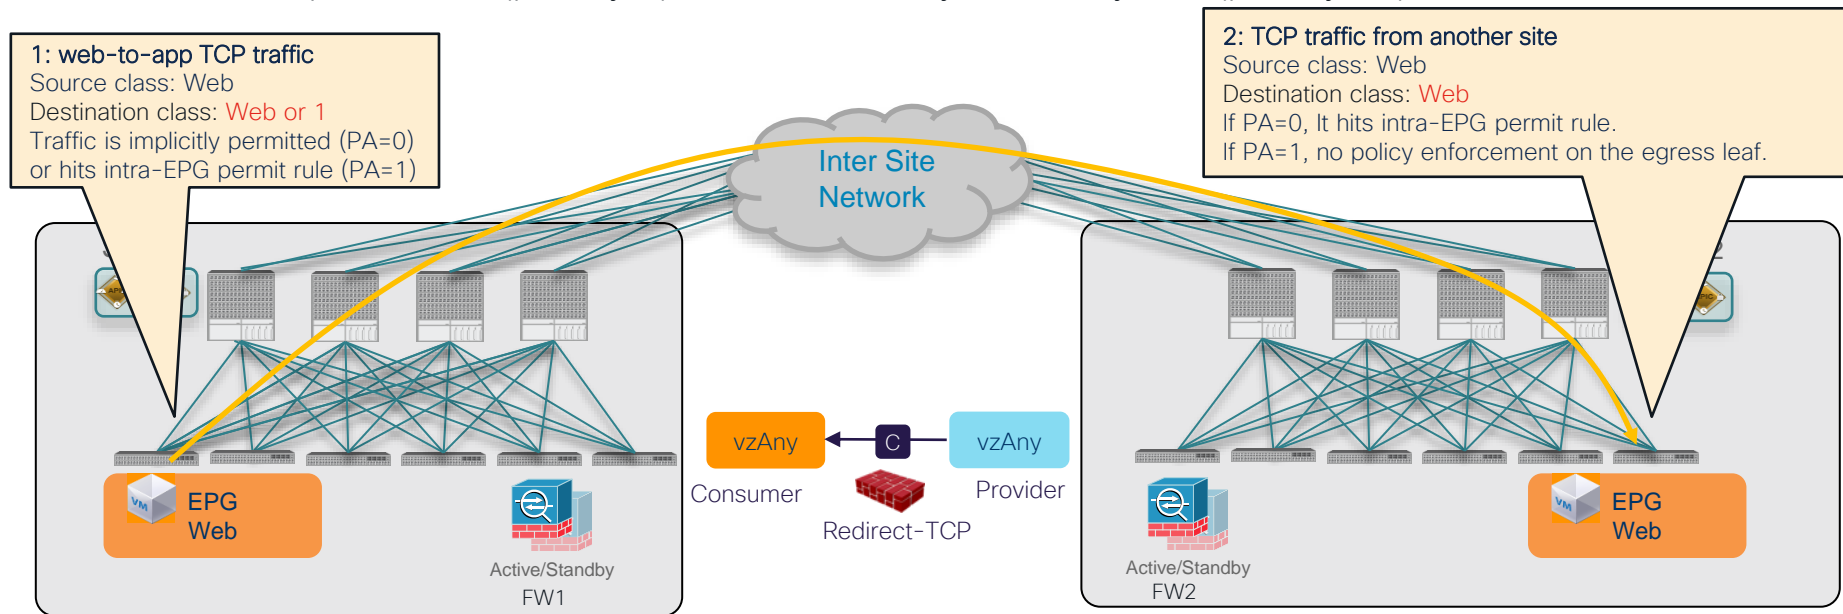 1: web-to-app TCP traffic
Source class: Web
Destination class: Web or 1
Traffic is implicitly permitted (PA=0)
or hits intra-EPG permit rule (PA=1)
2: TCP traffic from another site
Source class: Web
Destination class: Web
If PA=0, It hits intra-EPG permit rule.
If PA=1, no policy enforcement on the egress leaf.
Inter Site
Network
2
vzAny
C
vzAny
Consumer
Provider
Redirect-TCP
VM
EPG
Web
Active/Standby
FW1
Active/Standby
FW2
VM
EPG
Web